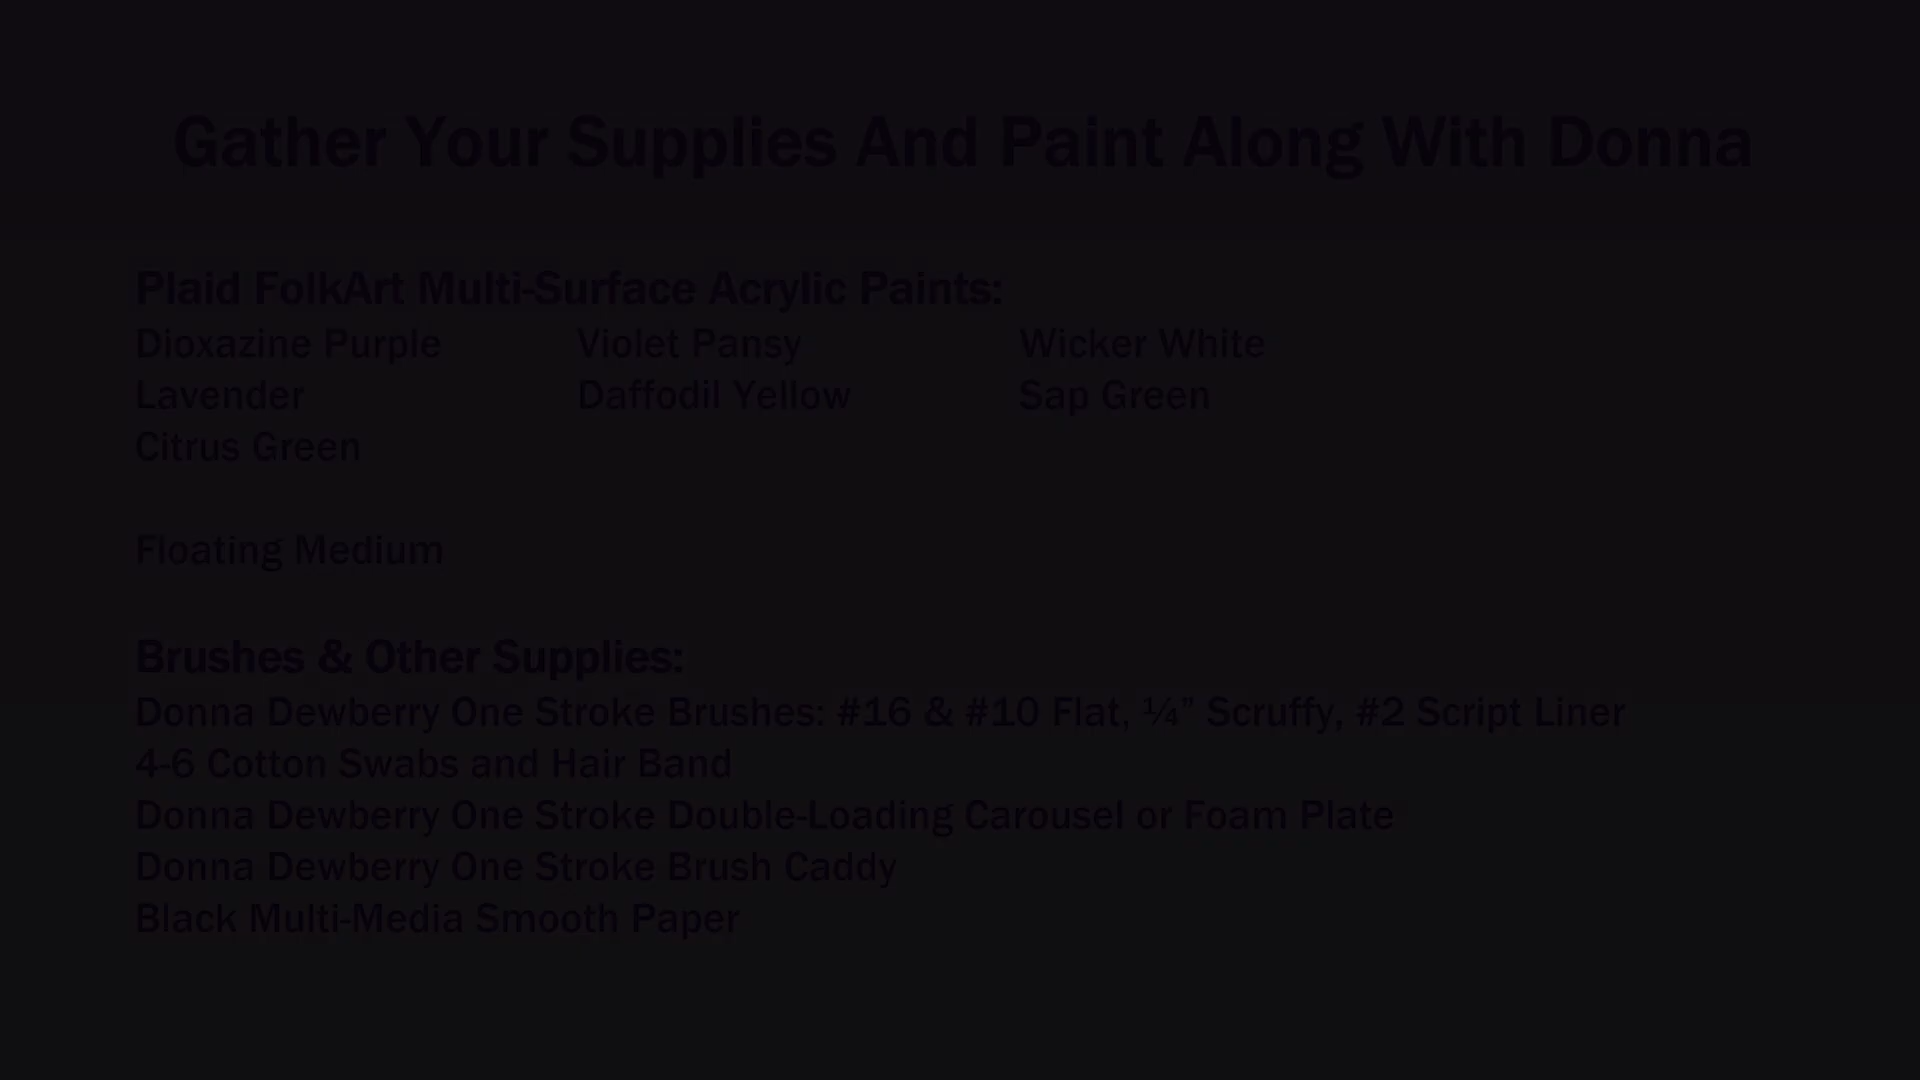 Gather Your Supplies And Paint Along With Donna
Plaid FolkArt Multi-Surface Acrylic Paints:
Dioxazine Purple Violet Pansy Wicker White
Lavender Daffodil Yellow Sap Green
Citrus Green
Floating Medium
Brushes & Other Supplies:
Donna Dewberry One Stroke Brushes: #16 & #10 Flat, ¼” Scruffy, #2 Script Liner
4-6 Cotton Swabs and Hair Band
Donna Dewberry One Stroke Double-Loading Carousel or Foam Plate
Donna Dewberry One Stroke Brush Caddy
Black Multi-Media Smooth Paper